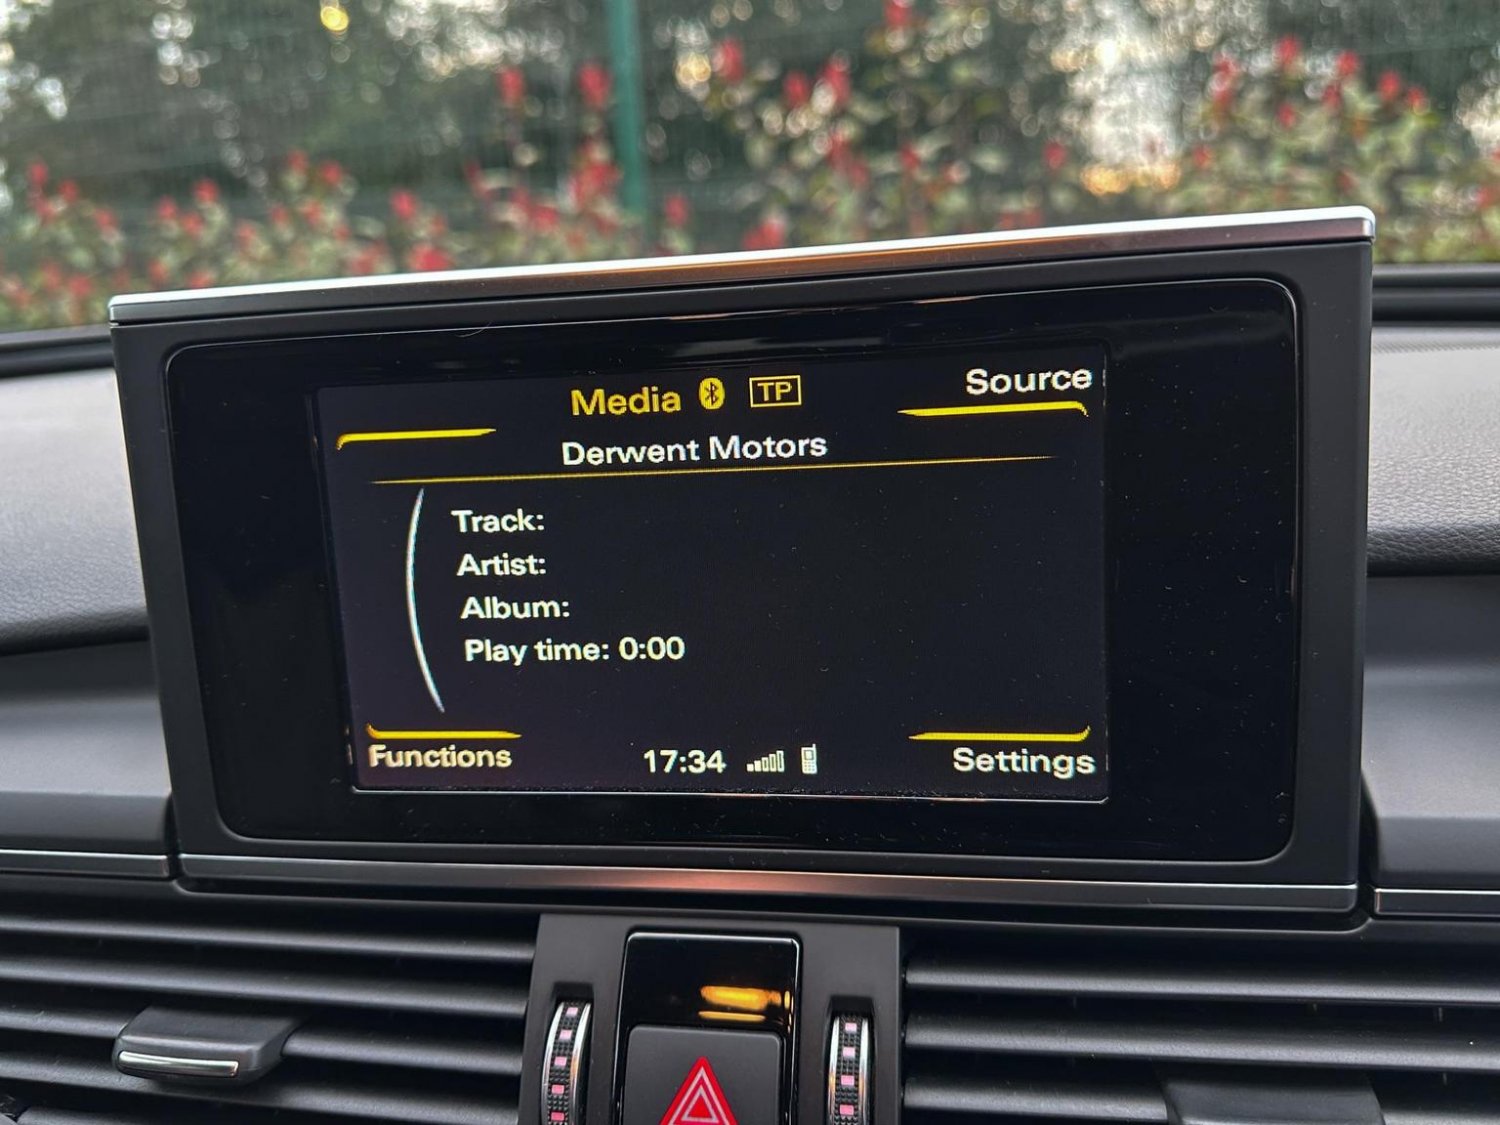 Media TP
Source
Derwent Motors
Track:
Artist:
Album:
Play time: 0:00
Functions
17:34
Settings